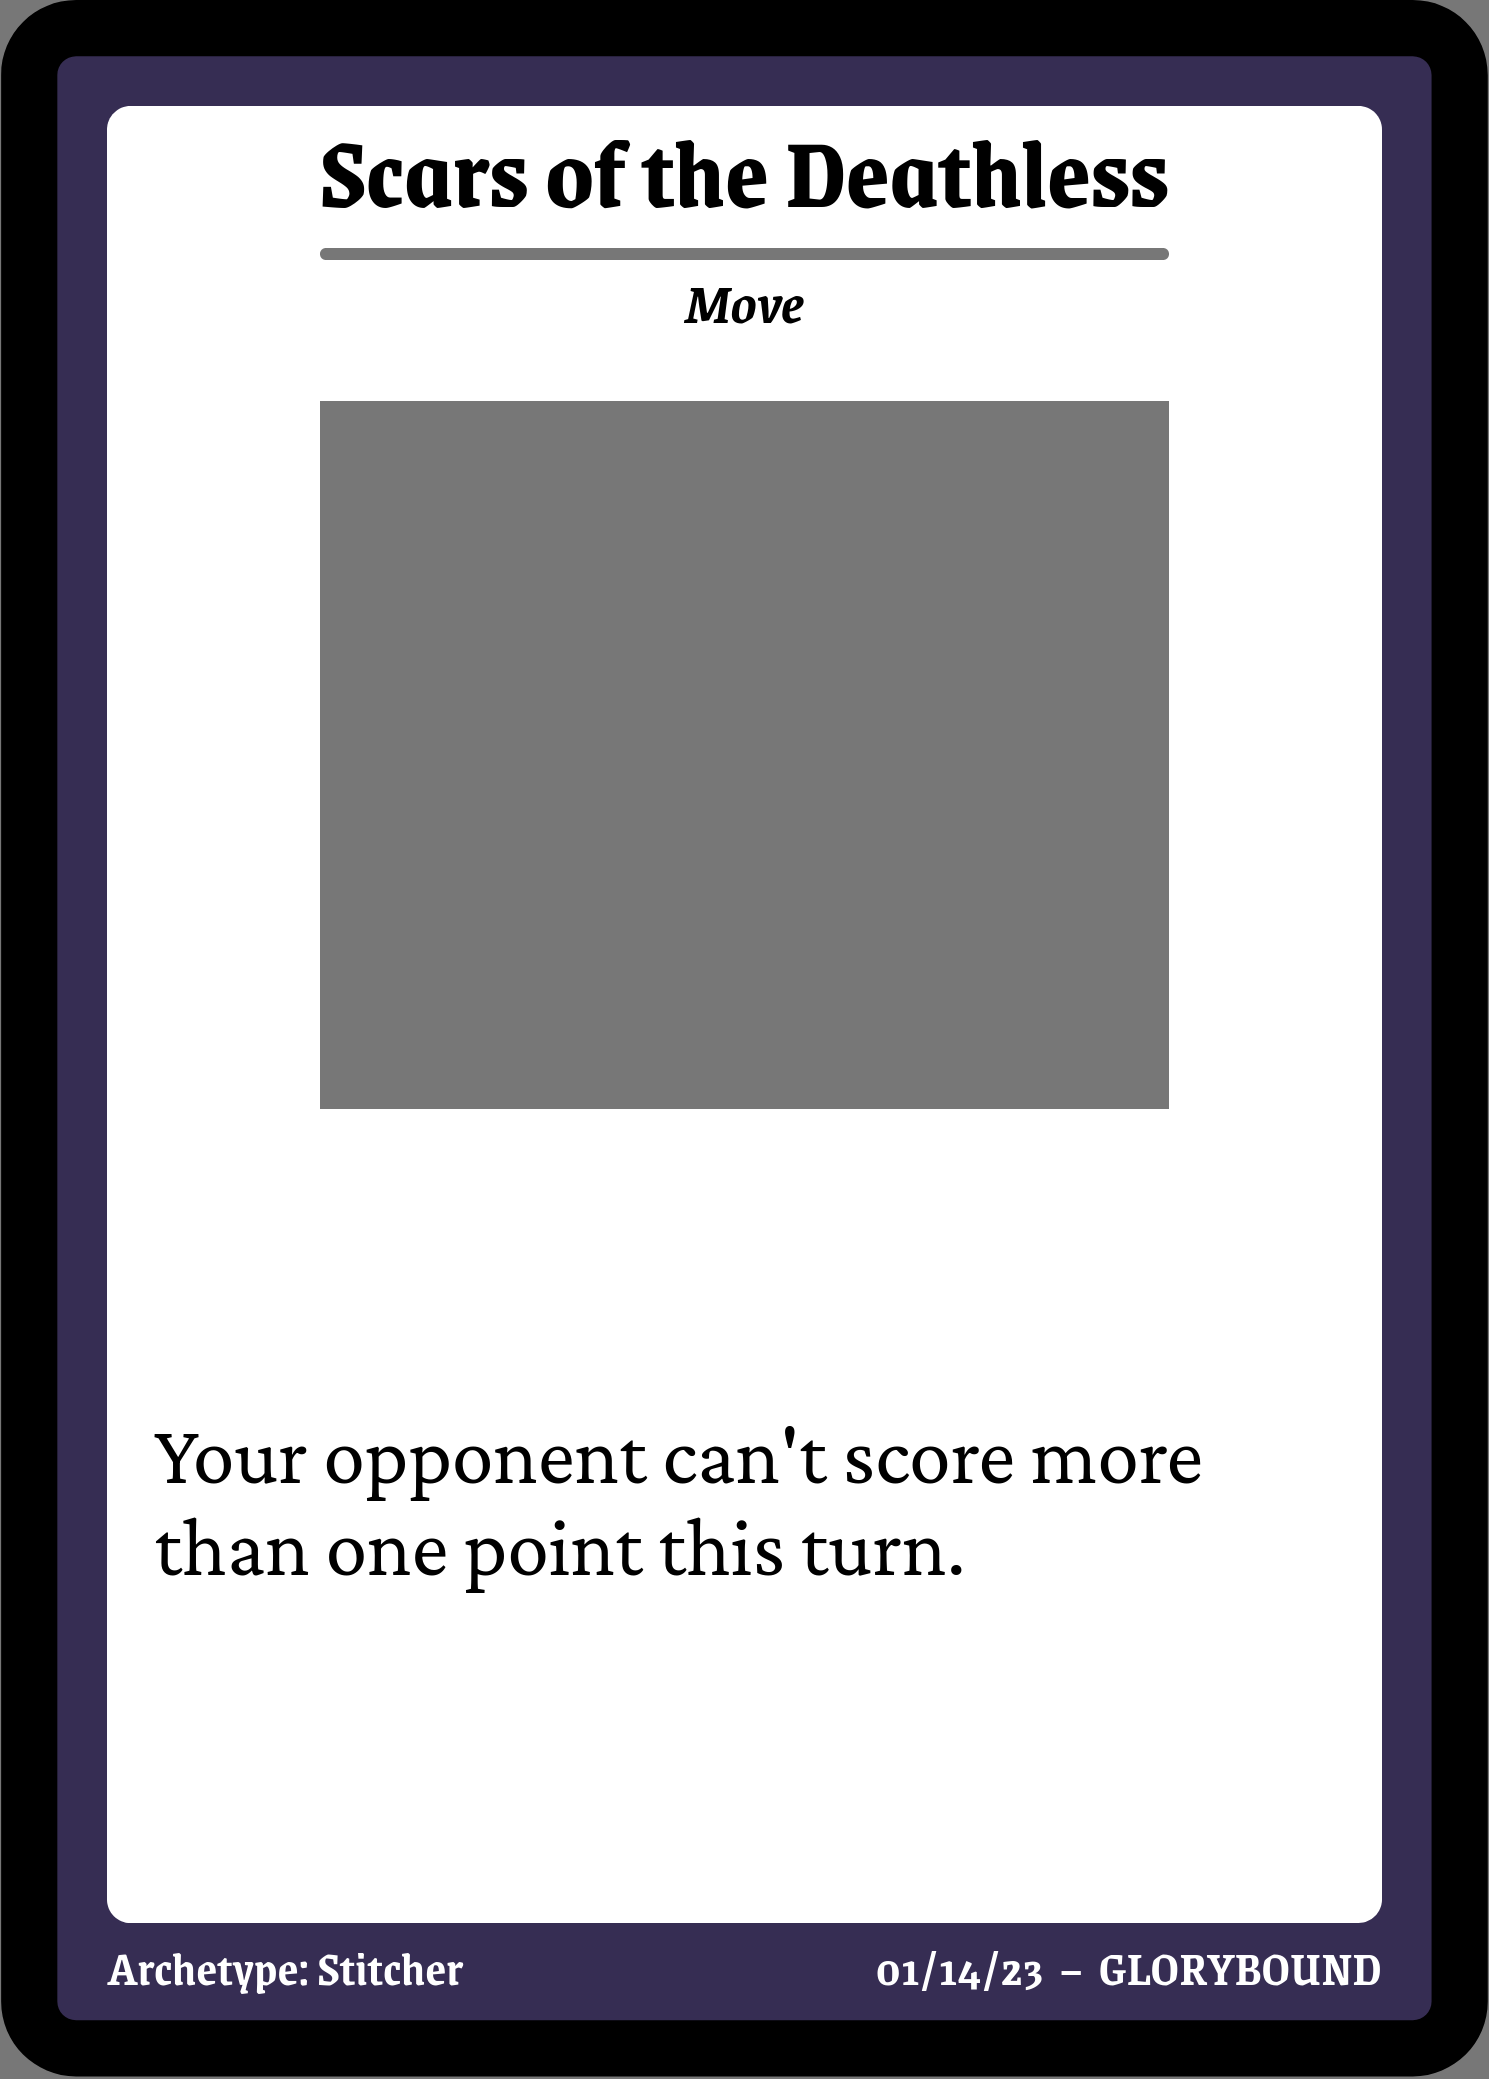 Scars of the Deathless
Move
Your opponent can't score more
than one point this turn.
Archetype: Stitcher
01/14/23 – GLORYBOUND